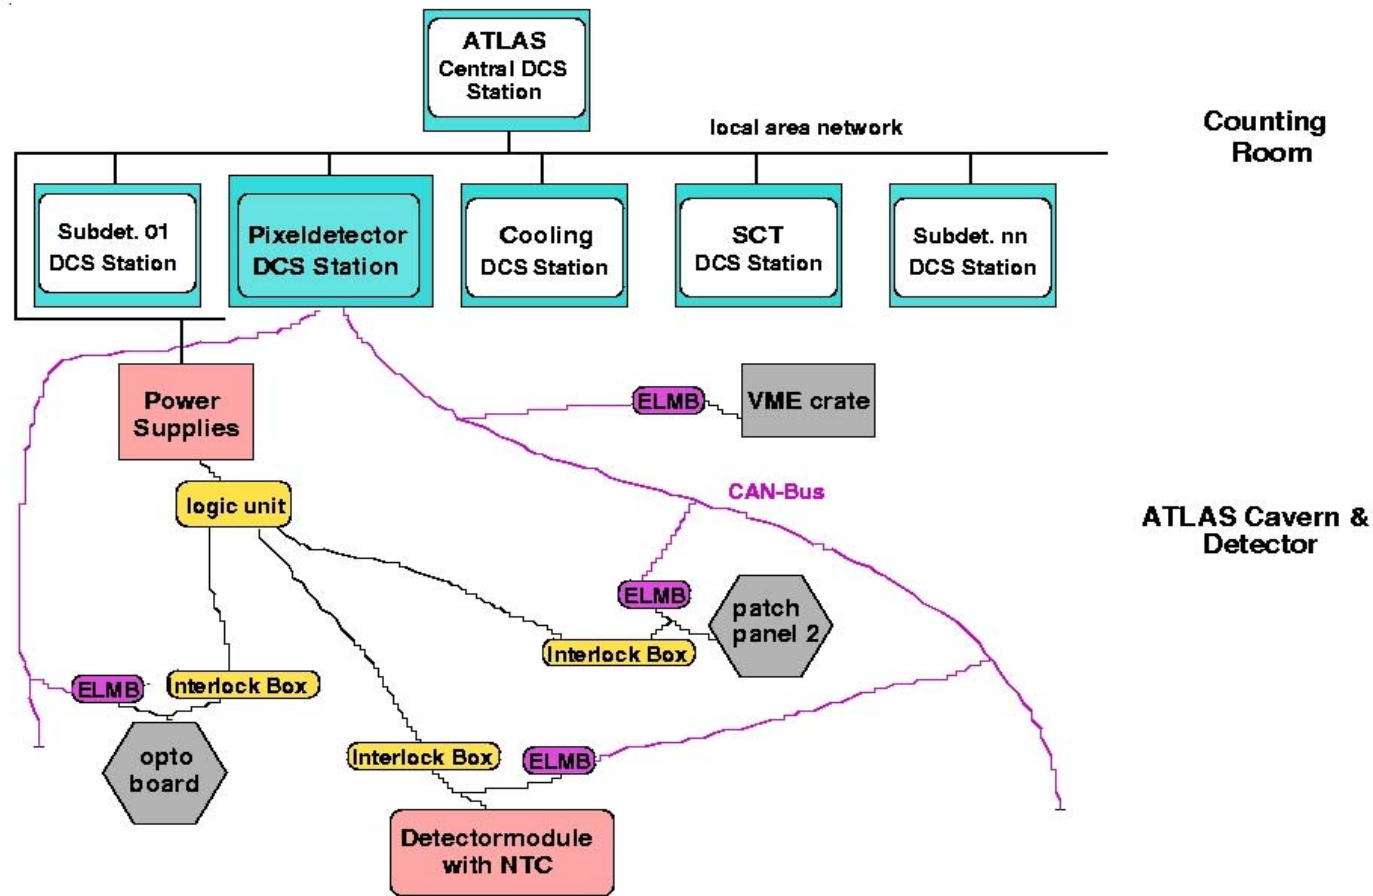 ATLAS
Central DCS
Station
local area network
Counting
Room
Subdet. 01
DCS Station
Pixeldetector
DCS Station
Cooling
DCS Station
SCT
DCS Station
Subdet. nn
DCS Station
Power
Supplies
ELMB
VME crate
logic unit
CAN-Bus
ATLAS Cavern &
Detector
ELMB
patch
panel 2
Interlock Box
ELMB
Interlock Box
opto
board
Interlock Box
ELMB
Detectormodule
with NTC